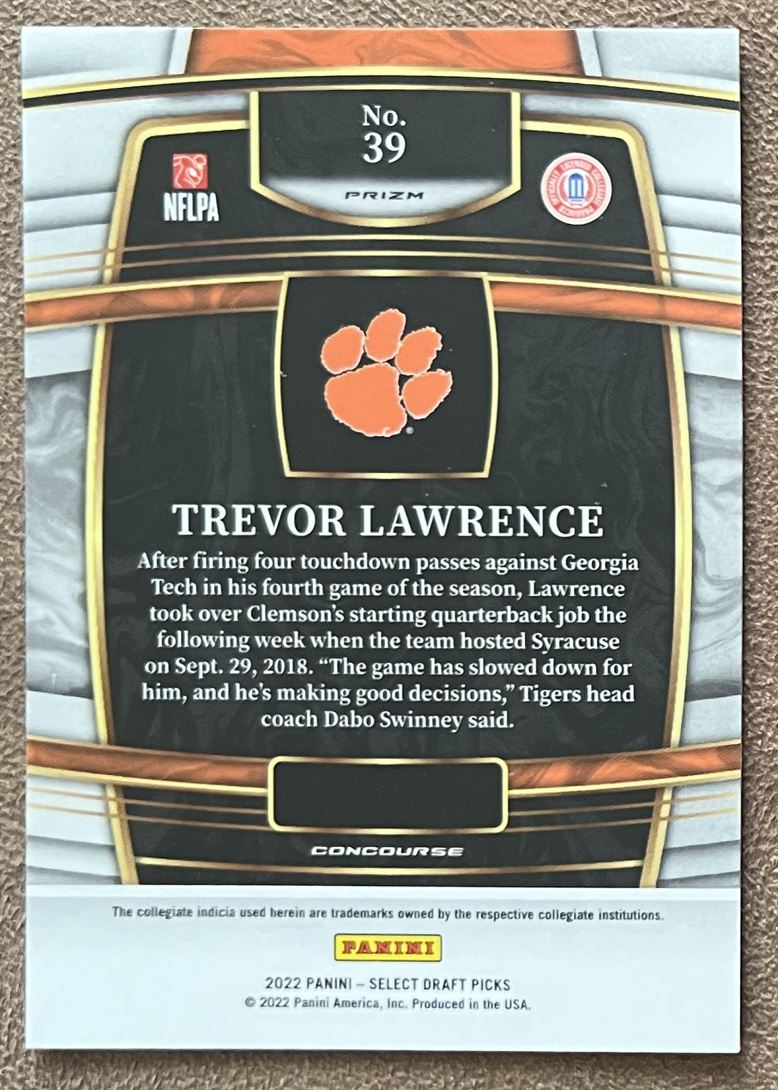 No.
39
PRIZM
NFLPA
OFFICIALLY LICENSED COLLEGIATE PRODUCTS
TREVOR LAWRENCE
After firing four touchdown passes against Georgia
Tech in his fourth game of the season, Lawrence
took over Clemson's starting quarterback job the
following week when the team hosted Syracuse
on Sept. 29, 2018. “The game has slowed down for
him, and he's making good decisions,” Tigers head
coach Dabo Swinney said.
CONCOURSE
The collegiate indicia used herein are trademarks owned by the respective collegiate institutions.
PANINI
2022 PANINI – SELECT DRAFT PICKS
© 2022 Panini America, Inc. Produced in the USA.